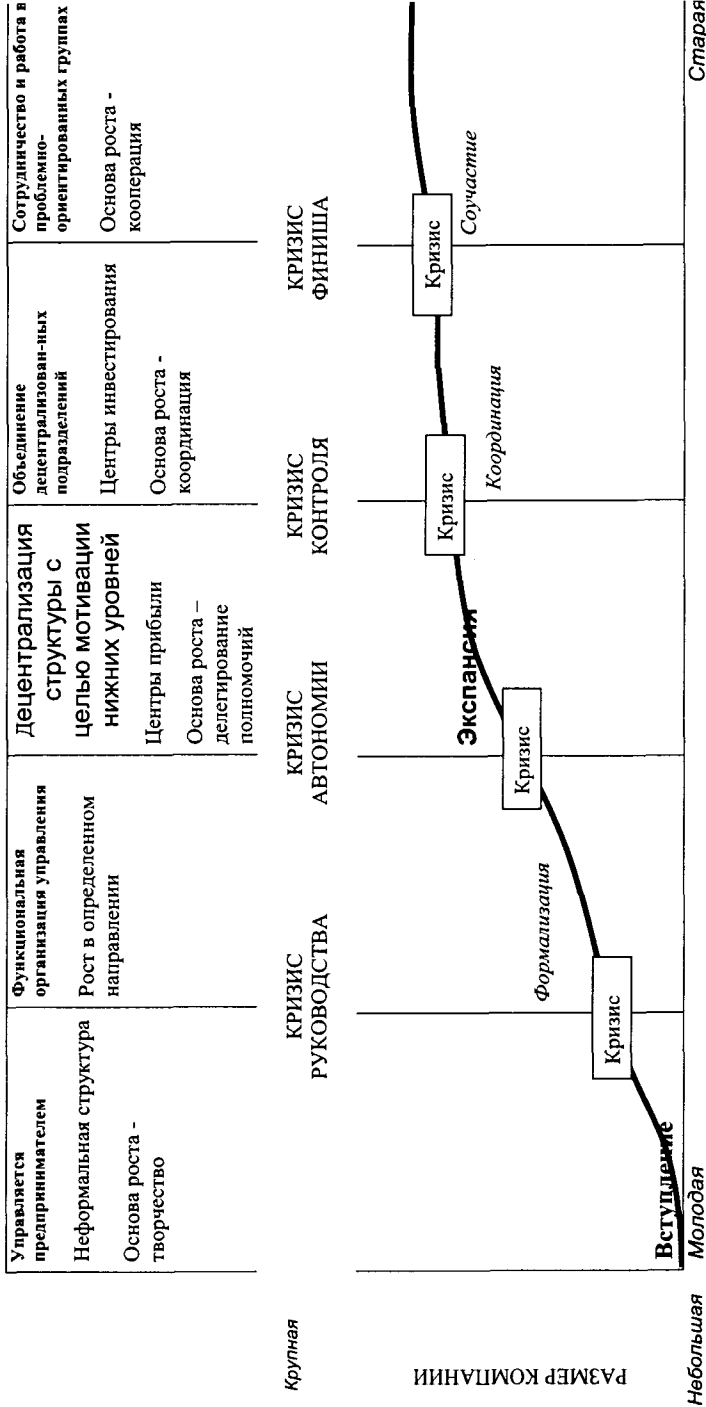 Управляется
предпринимателем
Неформальная структура
Основа роста -
творчество
Функциональная
организация управления
Рост в определенном
направлении
Децентрализация
структуры с
целью мотивации
нижних уровней
Центры прибыли
Основа роста –
делегирование
полномочий
Объединение
децентрализован-ных
подразделений
Центры инвестирования
Основа роста -
координация
Сотрудничество и работа в
проблемно-
ориентированных группах
Основа роста -
кооперация
Крупная
КРИЗИС
РУКОВОДСТВА
КРИЗИС
АВТОНОМИИ
КРИЗИС
КОНТРОЛЯ
КРИЗИС
ФИНИША
РАЗМЕР КОМПАНИИ
Вступление
Кризис
Формализация
Кризис
Экспансия
Кризис
Координация
Кризис
Соучастие
Небольшая
Молодая
Старая